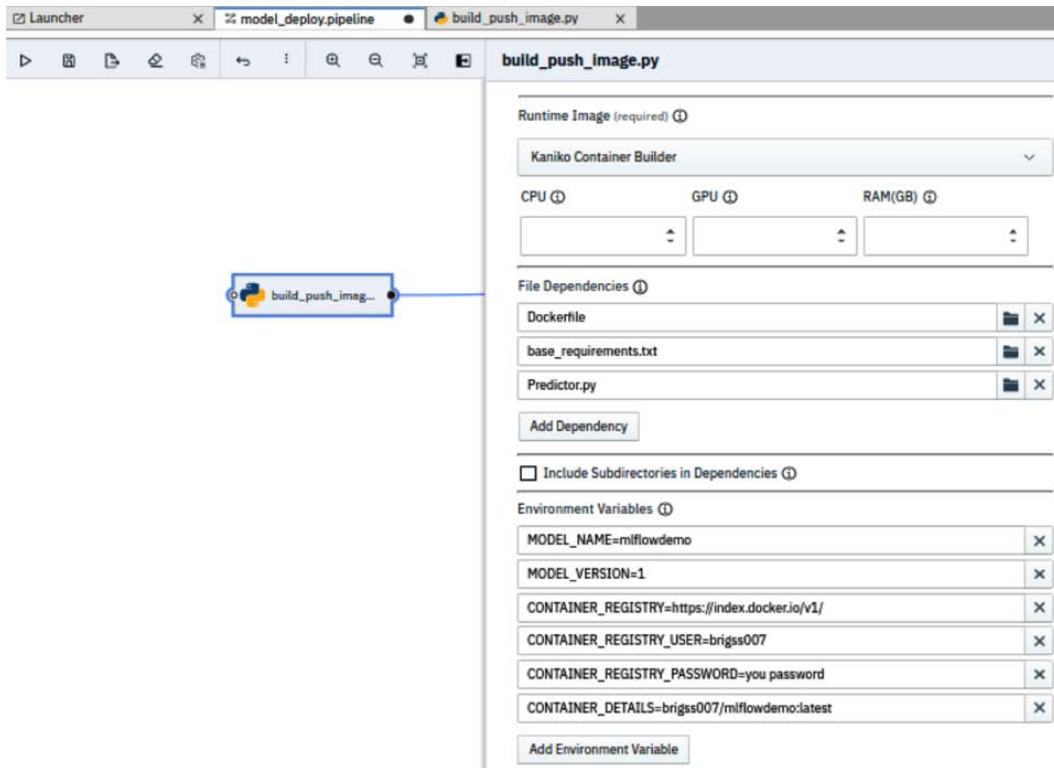 Launcher
model_deploy.pipeline
build_push_image.py
build_push_image.py
Runtime Image (required)
Kaniko Container Builder
CPU GPU RAM(GB)
build_push_imag...
File Dependencies
Dockerfile
base_requirements.txt
Predictor.py
Add Dependency
Include Subdirectories in Dependencies
Environment Variables
MODEL_NAME=mlflowdemo
MODEL_VERSION=1
CONTAINER_REGISTRY=https://index.docker.io/v1/
CONTAINER_REGISTRY_USER=brigss007
CONTAINER_REGISTRY_PASSWORD=you password
CONTAINER_DETAILS=brigss007/mlflowdemo:latest
Add Environment Variable